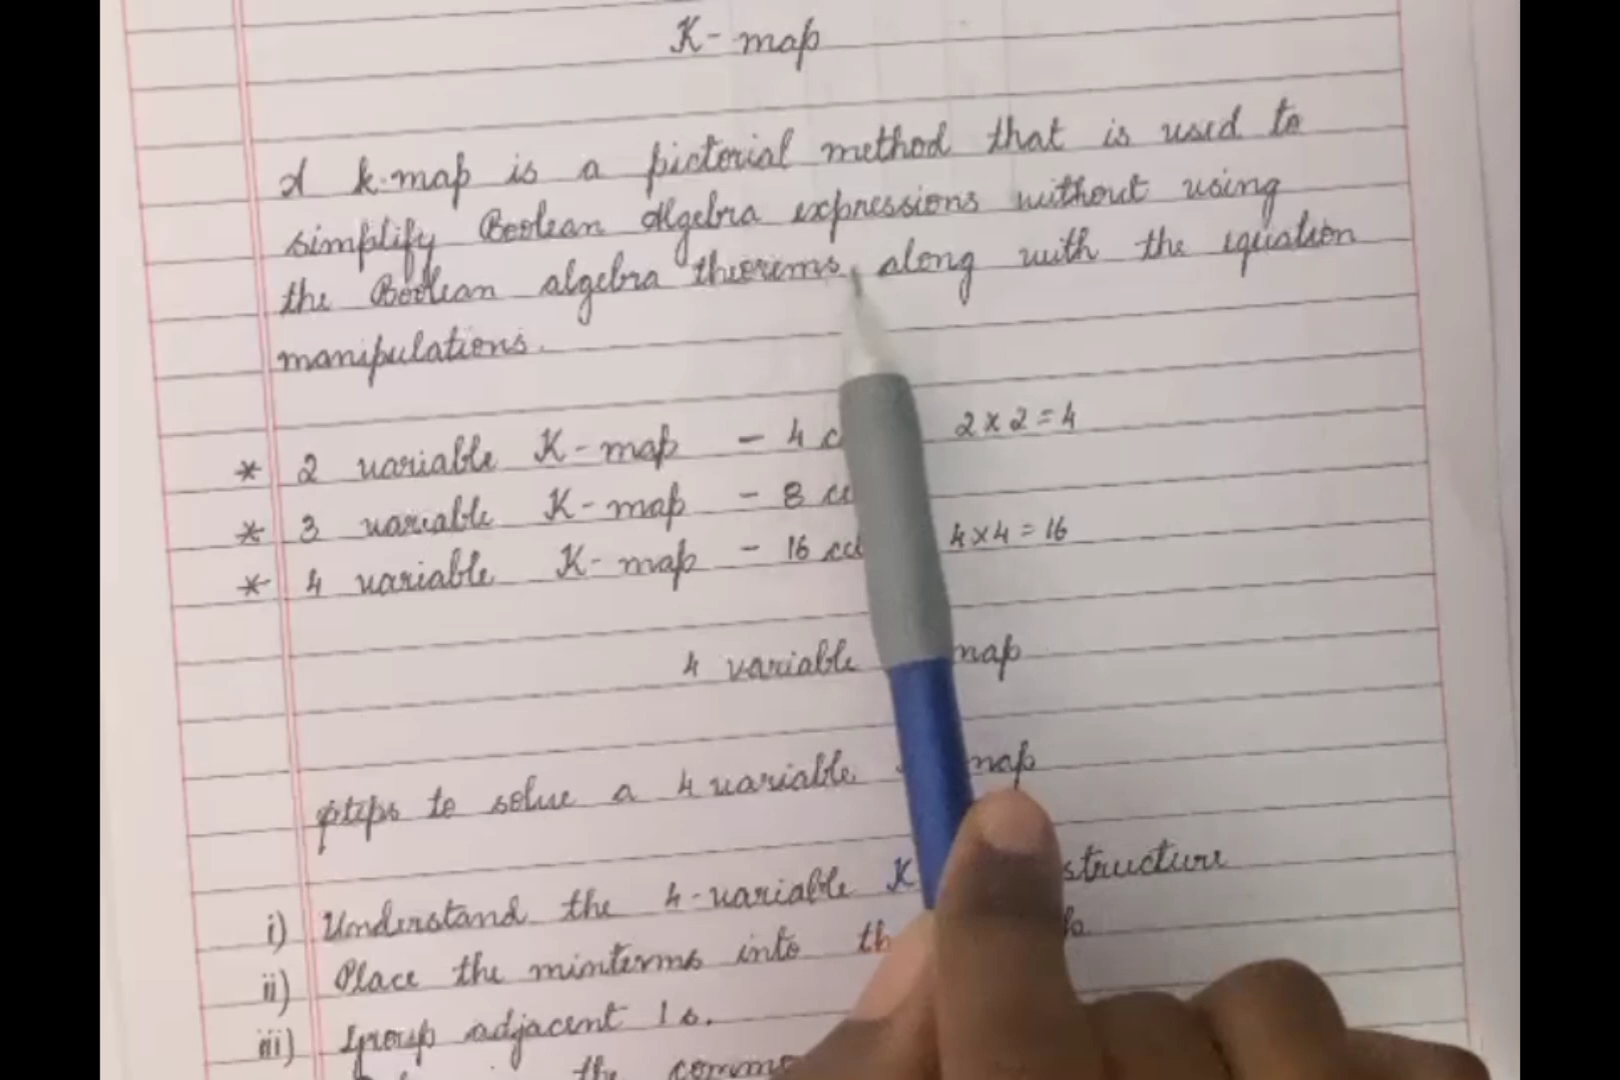 K-map
A k-map is a pictorial method that is used to
simplify Boolean Algebra expressions without using
the Boolean algebra theorems, along with the equation
manipulations.
* 2 variable K-map - 4 2x2=4
* 3 variable K-map - 8
* 4 variable K-map - 16 4x4=16
4 variable map
steps to solve a 4 variable map
i) Understand the 4-variable K structure
ii) Place the minterms into
iii) Group adjacent 1s.
the